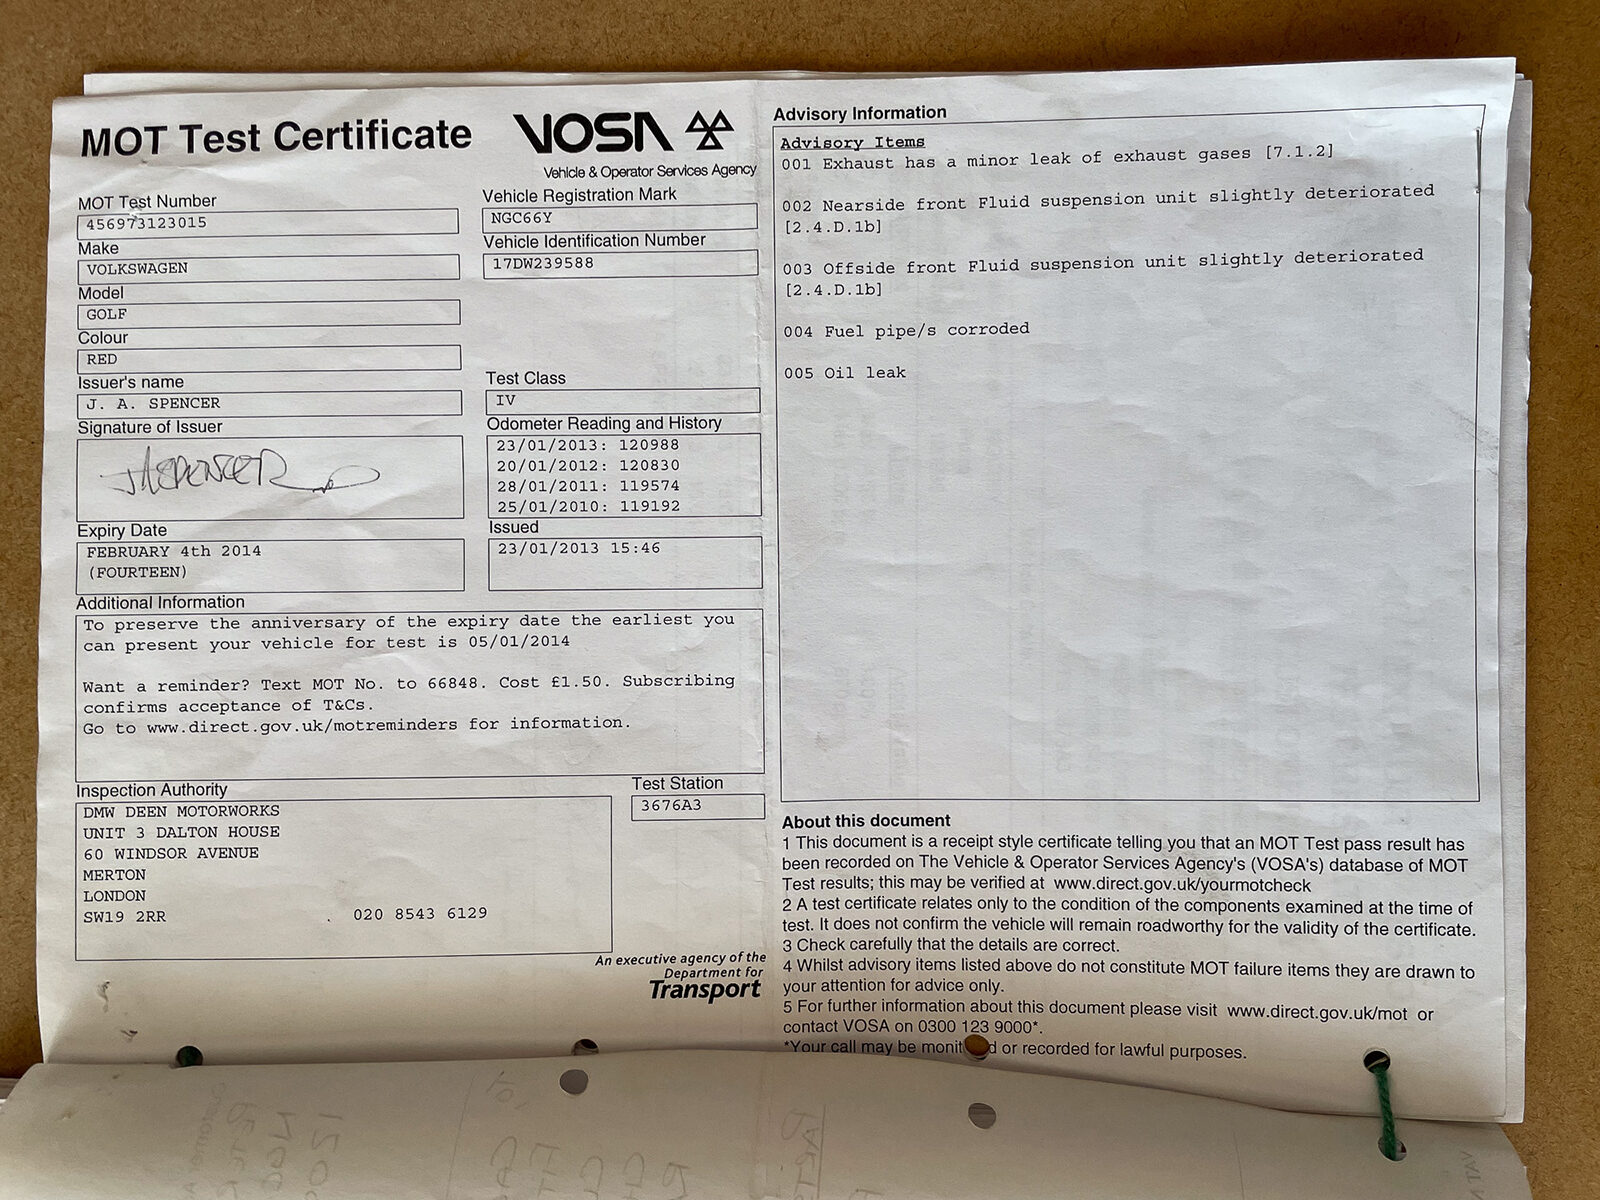 MOT Test Certificate
VOSA
Vehicle & Operator Services Agency
MOT Test Number
456973123015
Vehicle Registration Mark
NGC66Y
Make
VOLKSWAGEN
Vehicle Identification Number
17DW239588
Model
GOLF
Colour
RED
Issuer's name
J. A. SPENCER
Test Class
IV
Signature of Issuer
JASPENCER
Odometer Reading and History
23/01/2013: 120988
20/01/2012: 120830
28/01/2011: 119574
25/01/2010: 119192
Expiry Date
FEBRUARY 4th 2014
(FOURTEEN)
Issued
23/01/2013 15:46
Additional Information
To preserve the anniversary of the expiry date the earliest you
can present your vehicle for test is 05/01/2014
Want a reminder? Text MOT No. to 66848. Cost £1.50. Subscribing
confirms acceptance of T&Cs.
Go to www.direct.gov.uk/motreminders for information.
Inspection Authority
DMW DEEN MOTORWORKS
UNIT 3 DALTON HOUSE
60 WINDSOR AVENUE
MERTON
LONDON
SW19 2RR 020 8543 6129
Test Station
3676A3
An executive agency of the
Department for
Transport
Advisory Information
Advisory Items
001 Exhaust has a minor leak of exhaust gases [7.1.2]
002 Nearside front Fluid suspension unit slightly deteriorated
[2.4.D.1b]
003 Offside front Fluid suspension unit slightly deteriorated
[2.4.D.1b]
004 Fuel pipe/s corroded
005 Oil leak
About this document
1 This document is a receipt style certificate telling you that an MOT Test pass result has
been recorded on The Vehicle & Operator Services Agency's (VOSA's) database of MOT
Test results; this may be verified at www.direct.gov.uk/yourmotcheck
2 A test certificate relates only to the condition of the components examined at the time of
test. It does not confirm the vehicle will remain roadworthy for the validity of the certificate.
3 Check carefully that the details are correct.
4 Whilst advisory items listed above do not constitute MOT failure items they are drawn to
your attention for advice only.
5 For further information about this document please visit www.direct.gov.uk/mot or
contact VOSA on 0300 123 9000*.
*Your call may be monit d or recorded for lawful purposes.